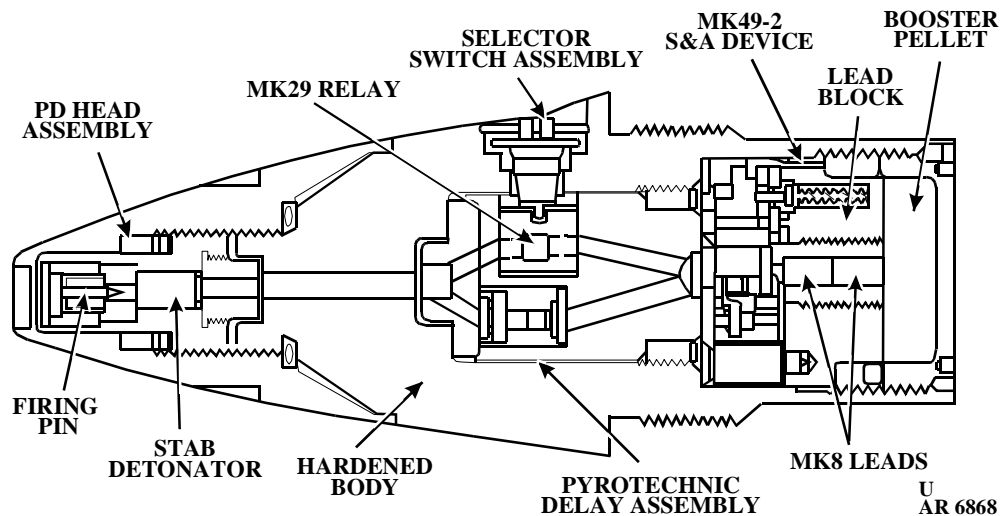 MK49-2
S&A DEVICE
BOOSTER
PELLET
SELECTOR
SWITCH ASSEMBLY
LEAD
BLOCK
MK29 RELAY
PD HEAD
ASSEMBLY
FIRING
PIN
STAB
DETONATOR
HARDENED
BODY
PYROTECHNIC
DELAY ASSEMBLY
MK8 LEADS
U
AR 6868